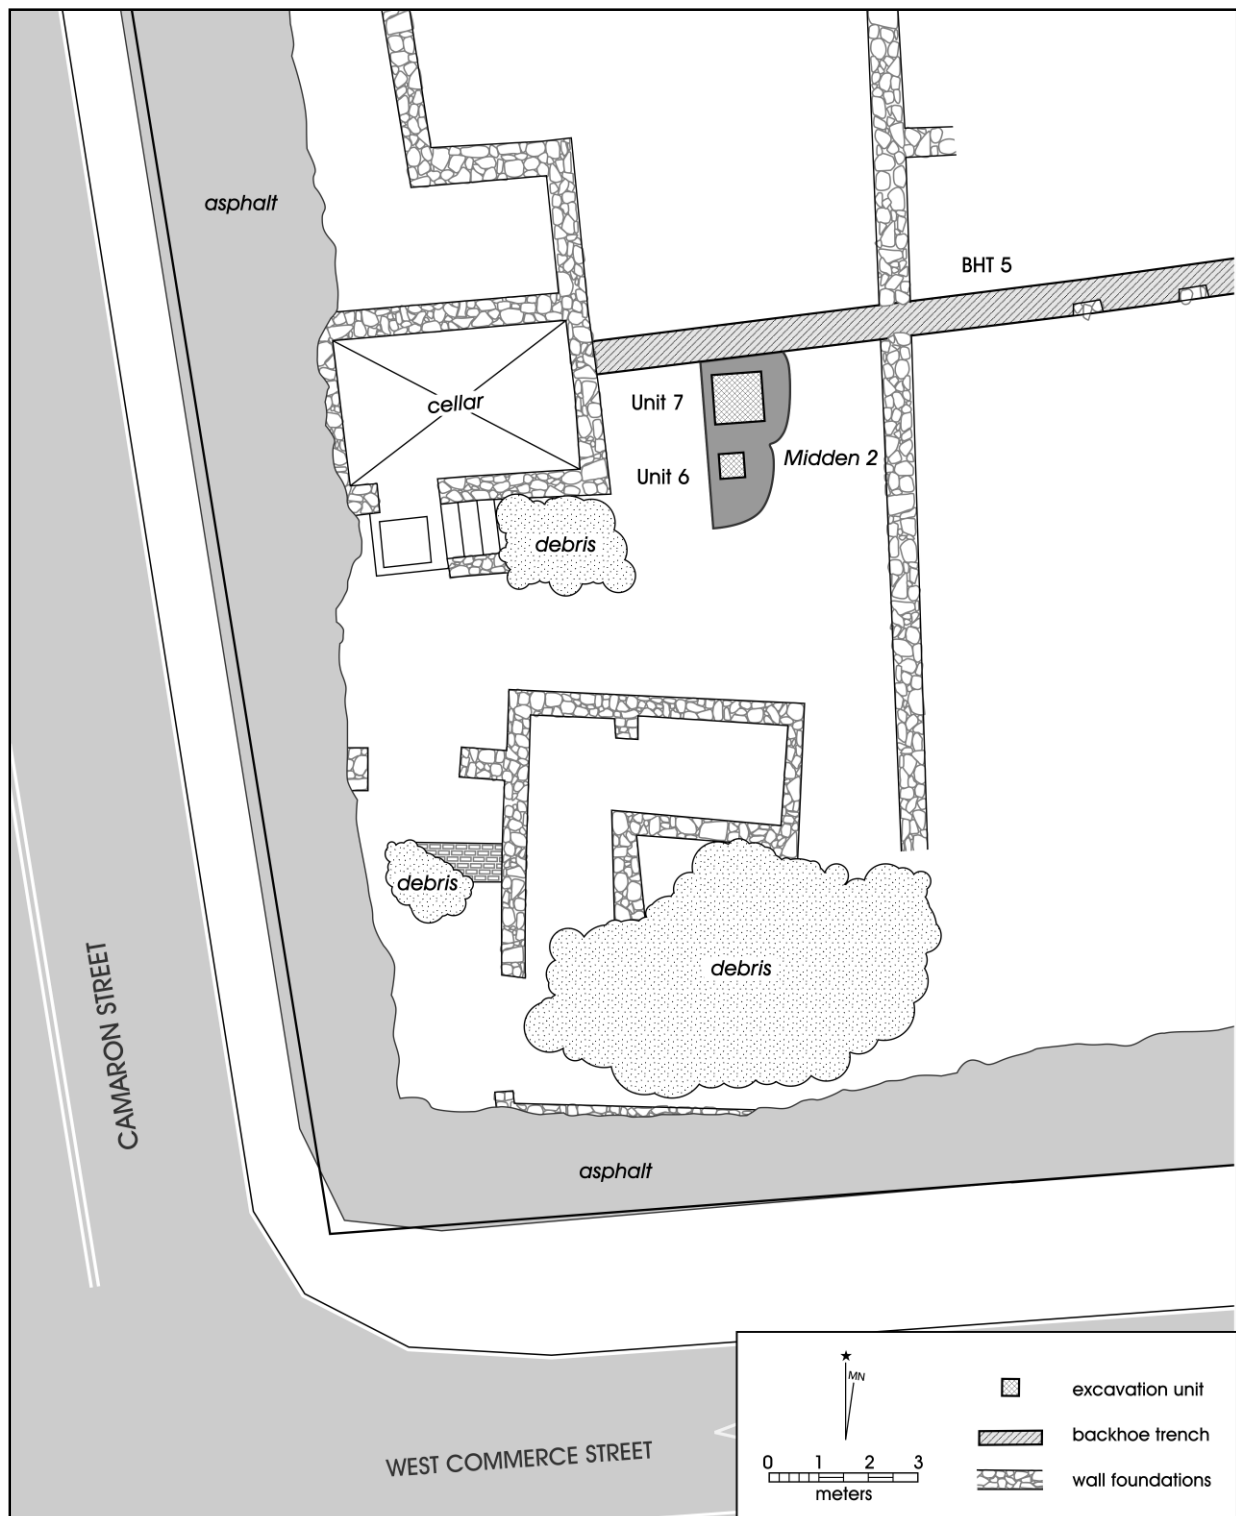 asphalt
BHT 5
cellar
Unit 7
Midden 2
Unit 6
debris
debris
debris
CAMARON STREET
asphalt
WEST COMMERCE STREET
MN
0 1 2 3
meters
excavation unit
backhoe trench
wall foundations